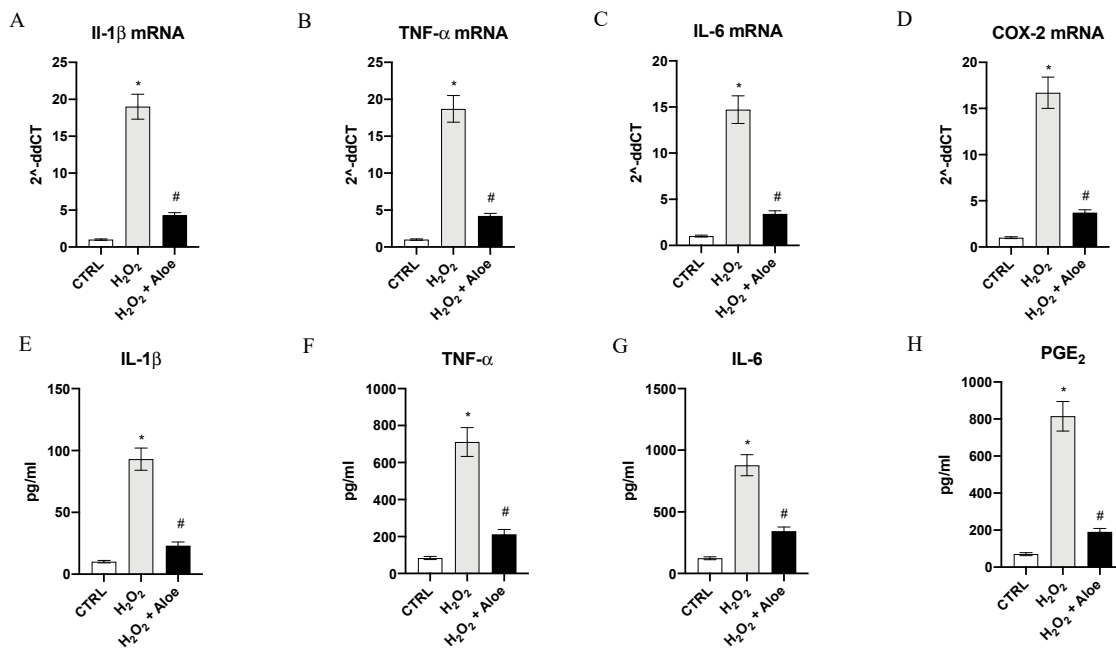 A
Il-1β mRNA
2^-ddCT
25
20
15
10
5
0
*
#
CTRL
H₂O₂
H₂O₂ + Aloe
B
TNF-α mRNA
2^-ddCT
25
20
15
10
5
0
*
#
CTRL
H₂O₂
H₂O₂ + Aloe
C
IL-6 mRNA
2^-ddCT
20
15
10
5
0
*
#
CTRL
H₂O₂
H₂O₂ + Aloe
D
COX-2 mRNA
2^-ddCT
20
15
10
5
0
*
#
CTRL
H₂O₂
H₂O₂ + Aloe
E
IL-1β
pg/ml
150
100
50
0
*
#
CTRL
H₂O₂
H₂O₂ + Aloe
F
TNF-α
pg/ml
1000
800
600
400
200
0
*
#
CTRL
H₂O₂
H₂O₂ + Aloe
G
IL-6
pg/ml
1500
1000
500
0
*
#
CTRL
H₂O₂
H₂O₂ + Aloe
H
PGE₂
pg/ml
1000
800
600
400
200
0
*
#
CTRL
H₂O₂
H₂O₂ + Aloe